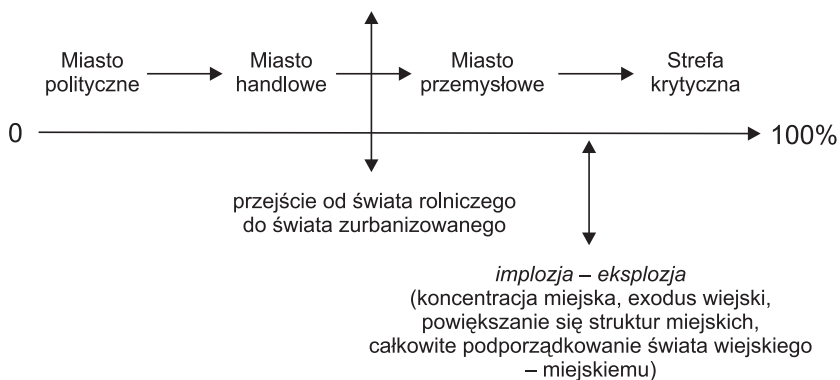 Miasto polityczne
Miasto handlowe
Miasto przemysłowe
Strefa krytyczna
0
100%
przejście od świata rolniczego
do świata zurbanizowanego
implozja – eksplozja
(koncentracja miejska, exodus wiejski,
powiększanie się struktur miejskich,
całkowite podporządkowanie świata wiejskiego
– miejskiemu)